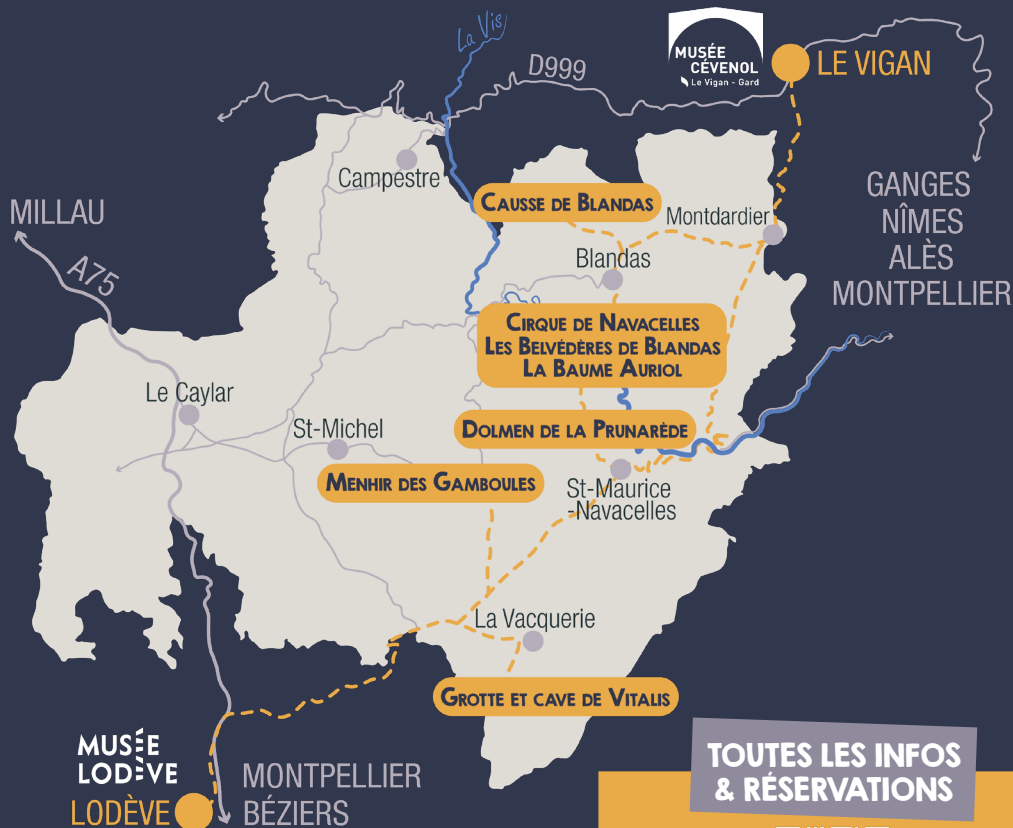 La Vis
MUSÉE
CÉVENOL
Le Vigan - Gard
LE VIGAN
D999
Campestre
CAUSSE DE BLANDAS
Montdardier
GANGES
NÎMES
ALÈS
MONTPELLIER
MILLAU
A75
Blandas
CIRQUE DE NAVACELLES
LES BELVÉDÈRES DE BLANDAS
LA BAUME AURIOL
Le Caylar
St-Michel
DOLMEN DE LA PRUNARÈDE
MENHIR DES GAMBOULES
St-Maurice
-Navacelles
La Vacquerie
GROTTE ET CAVE DE VITALIS
MUSÉE
LODÈVE
LODÈVE
MONTPELLIER
BÉZIERS
TOUTES LES INFOS
& RÉSERVATIONS